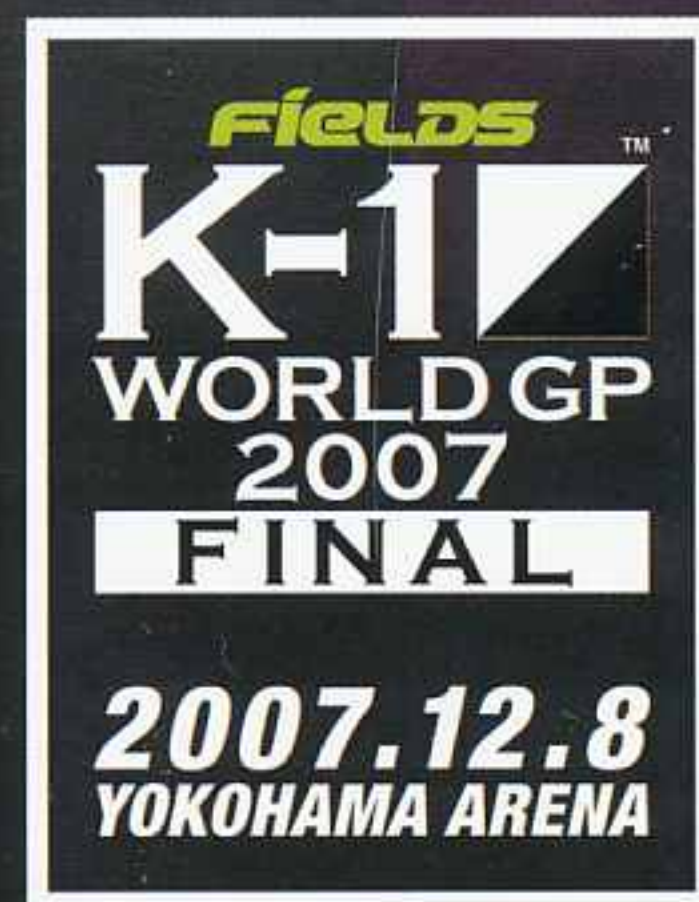 Fields
K-1 ™
WORLD GP
2007
FINAL
2007.12.8
YOKOHAMA ARENA